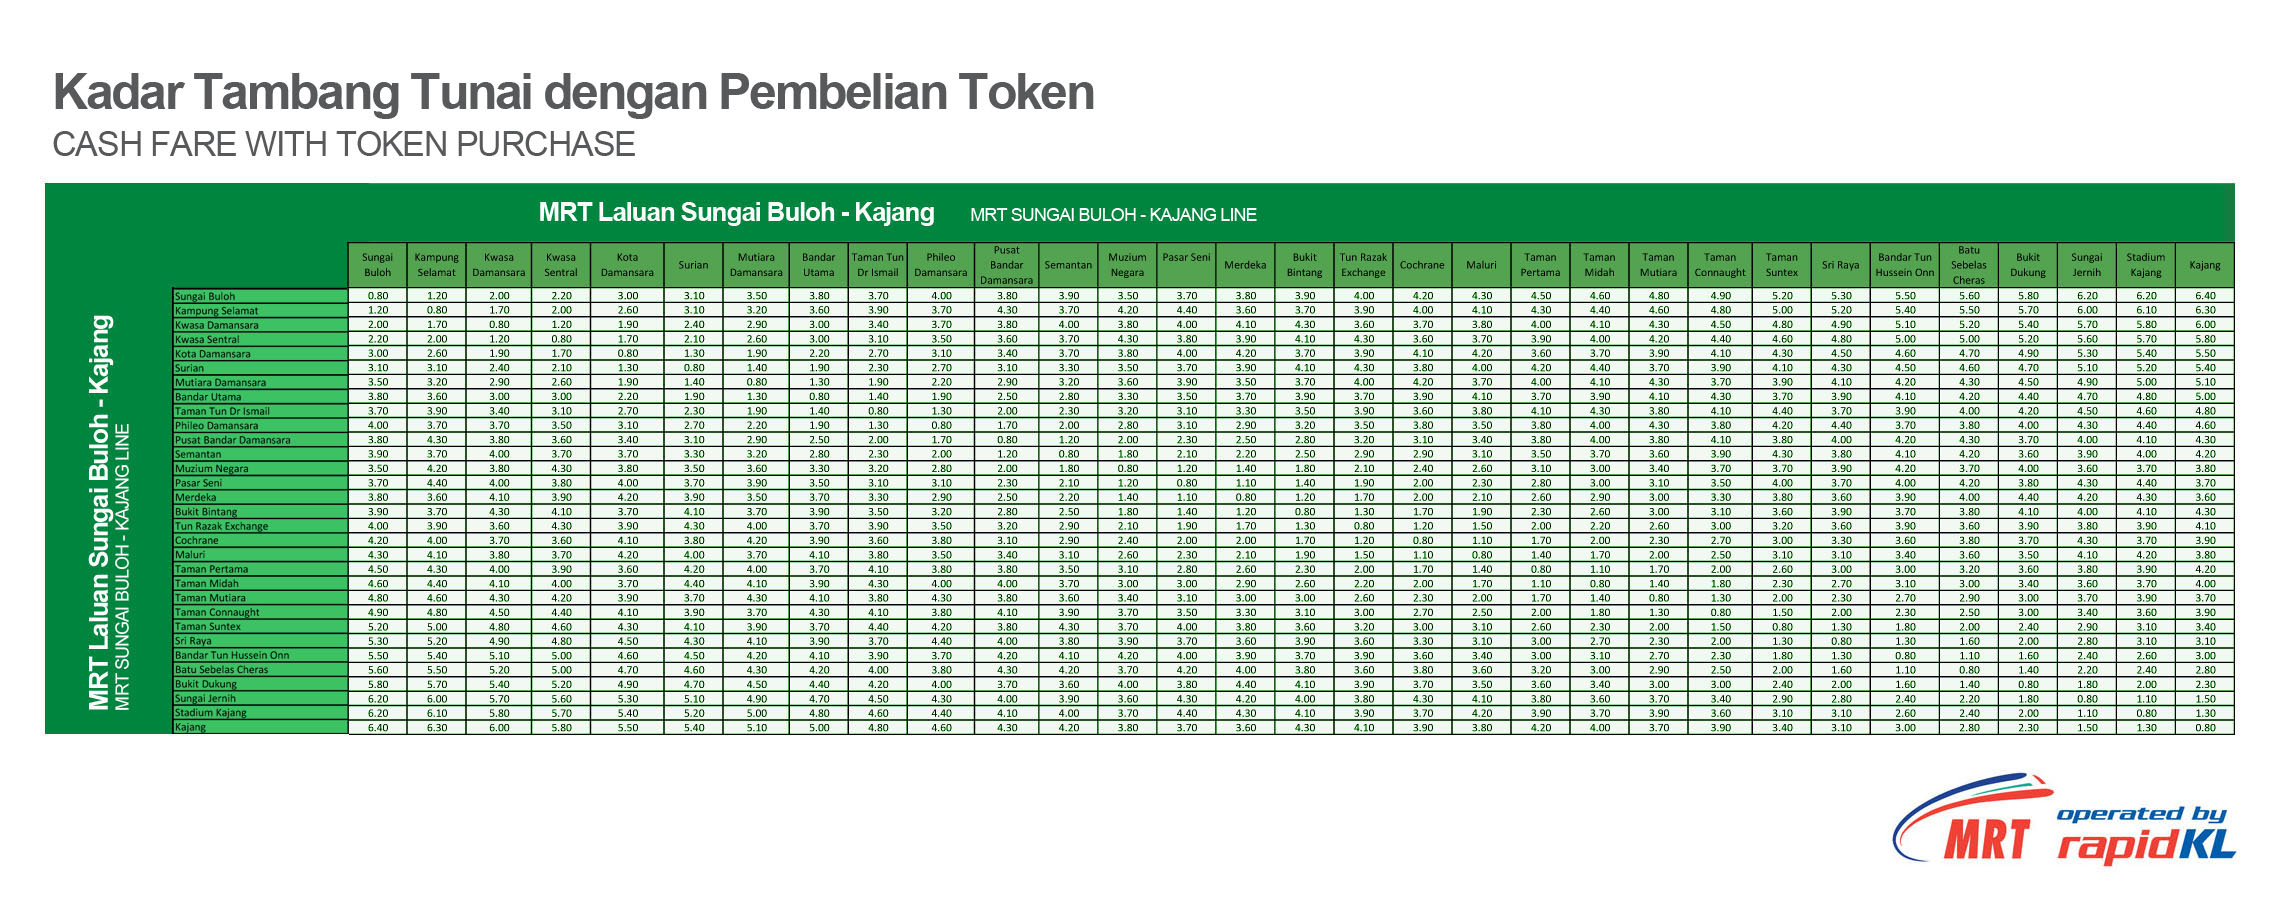 Kadar Tambang Tunai dengan Pembelian Token
CASH FARE WITH TOKEN PURCHASE
MRT Laluan Sungai Buloh - Kajang MRT SUNGAI BULOH - KAJANG LINE
MRT Laluan Sungai Buloh - Kajang
MRT SUNGAI BULOH - KAJANG LINE
Sungai Buloh Kampung Selamat Kwasa Damansara Kwasa Sentral Kota Damansara Surian Mutiara Damansara Bandar Utama Taman Tun Dr Ismail Phileo Damansara Pusat Bandar Damansara Semantan Muzium Negara Pasar Seni Merdeka Bukit Bintang Tun Razak Exchange Cochrane Maluri Taman Pertama Taman Midah Taman Mutiara Taman Connaught Taman Suntex Sri Raya Bandar Tun Hussein Onn Batu Sebelas Cheras Bukit Dukung Sungai Jernih Stadium Kajang Kajang
Sungai Buloh 0.80 1.20 2.00 2.20 3.00 3.10 3.50 3.80 3.70 4.00 3.80 3.90 3.50 3.70 3.80 3.90 4.00 4.20 4.30 4.50 4.60 4.80 4.90 5.20 5.30 5.50 5.60 5.80 6.20 6.20 6.40
Kampung Selamat 1.20 0.80 1.70 2.00 2.60 3.10 3.20 3.60 3.90 3.70 4.30 3.70 4.20 4.40 3.60 3.70 3.90 4.00 4.10 4.30 4.40 4.60 4.80 5.00 5.20 5.40 5.50 5.70 6.00 6.10 6.30
Kwasa Damansara 2.00 1.70 0.80 1.20 1.90 2.40 2.90 3.00 3.40 3.70 3.80 4.00 3.80 4.00 4.10 4.30 3.60 3.70 3.80 4.00 4.10 4.30 4.50 4.80 4.90 5.10 5.20 5.40 5.70 5.80 6.00
Kwasa Sentral 2.20 2.00 1.20 0.80 1.70 2.10 2.60 3.00 3.10 3.50 3.60 3.70 4.30 3.80 3.90 4.10 4.30 3.60 3.70 3.90 4.00 4.20 4.40 4.60 4.80 5.00 5.00 5.20 5.60 5.70 5.80
Kota Damansara 3.00 2.60 1.90 1.70 0.80 1.30 1.90 2.20 2.70 3.10 3.40 3.70 3.80 4.00 4.20 3.70 3.90 4.10 4.20 3.60 3.70 3.90 4.10 4.30 4.50 4.60 4.70 4.90 5.30 5.40 5.50
Surian 3.10 3.10 2.40 2.10 1.30 0.80 1.40 1.90 2.30 2.70 3.10 3.30 3.50 3.70 3.90 4.10 4.30 3.80 4.00 4.20 4.40 3.70 3.90 4.10 4.30 4.50 4.60 4.70 5.10 5.20 5.40
Mutiara Damansara 3.50 3.20 2.90 2.60 1.90 1.40 0.80 1.30 1.90 2.20 2.90 3.20 3.60 3.90 3.50 3.70 4.00 4.20 3.70 4.00 4.10 4.30 3.70 3.90 4.10 4.20 4.30 4.50 4.90 5.00 5.10
Bandar Utama 3.80 3.60 3.00 3.00 2.20 1.90 1.30 0.80 1.40 1.90 2.50 2.80 3.30 3.50 3.70 3.90 3.70 3.90 4.10 3.70 3.90 4.10 4.30 3.70 3.90 4.10 4.20 4.40 4.70 4.80 5.00
Taman Tun Dr Ismail 3.70 3.90 3.40 3.10 2.70 2.30 1.90 1.40 0.80 1.30 2.00 2.30 3.20 3.10 3.30 3.50 3.90 3.60 3.80 4.10 4.30 3.80 4.10 4.40 3.70 3.90 4.00 4.20 4.50 4.60 4.80
Phileo Damansara 4.00 3.70 3.70 3.50 3.10 2.70 2.20 1.90 1.30 0.80 1.70 2.00 2.80 3.10 2.90 3.20 3.50 3.80 3.50 3.80 4.00 4.30 3.80 4.20 4.40 3.70 3.80 4.00 4.30 4.40 4.60
Pusat Bandar Damansara 3.80 4.30 3.80 3.60 3.40 3.10 2.90 2.50 2.00 1.70 0.80 1.20 2.00 2.30 2.50 2.80 3.20 3.10 3.40 3.80 4.00 3.80 4.10 3.80 4.00 4.20 4.30 3.70 4.00 4.10 4.30
Semantan 3.90 3.70 4.00 3.70 3.70 3.30 3.20 2.80 2.30 2.00 1.20 0.80 1.80 2.10 2.20 2.50 2.90 2.90 3.10 3.50 3.70 3.60 3.90 4.30 3.80 4.10 4.20 3.60 3.90 4.00 4.20
Muzium Negara 3.50 4.20 3.80 4.30 3.80 3.50 3.60 3.30 3.20 2.80 2.00 1.80 0.80 1.20 1.40 1.80 2.10 2.40 2.60 3.10 3.00 3.40 3.70 3.70 3.90 4.20 3.70 4.00 3.60 3.70 3.80
Pasar Seni 3.70 4.40 4.00 3.80 4.00 3.70 3.90 3.50 3.10 3.10 2.30 2.10 1.20 0.80 1.10 1.40 1.90 2.00 2.30 2.80 3.00 3.10 3.50 4.00 3.70 4.00 4.20 3.80 4.30 4.40 3.70
Merdeka 3.80 3.60 4.10 3.90 4.20 3.90 3.50 3.70 3.30 2.90 2.50 2.20 1.40 1.10 0.80 1.20 1.70 2.00 2.10 2.60 2.90 3.00 3.30 3.80 3.60 3.90 4.00 4.40 4.20 4.30 3.60
Bukit Bintang 3.90 3.70 4.30 4.10 3.70 4.10 3.70 3.90 3.50 3.20 2.80 2.50 1.80 1.40 1.20 0.80 1.30 1.70 1.90 2.30 2.60 3.00 3.10 3.60 3.90 3.70 3.80 4.10 4.00 4.10 4.30
Tun Razak Exchange 4.00 3.90 3.60 4.30 3.90 4.30 4.00 3.70 3.90 3.50 3.20 2.90 2.10 1.90 1.70 1.30 0.80 1.20 1.50 2.00 2.20 2.60 3.00 3.20 3.60 3.90 3.60 3.90 3.80 3.90 4.10
Cochrane 4.20 4.00 3.70 3.60 4.10 3.80 4.20 3.90 3.60 3.80 3.10 2.90 2.40 2.00 2.00 1.70 1.20 0.80 1.10 1.70 2.00 2.30 2.70 3.00 3.30 3.60 3.80 3.70 4.30 3.70 3.90
Maluri 4.30 4.10 3.80 3.70 4.20 4.00 3.70 4.10 3.80 3.50 3.40 3.10 2.60 2.30 2.10 1.90 1.50 1.10 0.80 1.40 1.70 2.00 2.50 3.10 3.10 3.40 3.60 3.50 4.10 4.20 3.80
Taman Pertama 4.50 4.30 4.00 3.90 3.60 4.20 4.00 3.70 4.10 3.80 3.80 3.50 3.10 2.80 2.60 2.30 2.00 1.70 1.40 0.80 1.10 1.70 2.00 2.60 3.00 3.00 3.20 3.60 3.80 3.90 4.20
Taman Midah 4.60 4.40 4.10 4.00 3.70 4.40 4.10 3.90 4.30 4.00 4.00 3.70 3.00 3.00 2.90 2.60 2.20 2.00 1.70 1.10 0.80 1.40 1.80 2.30 2.70 3.10 3.00 3.40 3.60 3.70 4.00
Taman Mutiara 4.80 4.60 4.30 4.20 3.90 3.70 4.30 4.10 3.80 4.30 3.80 3.60 3.40 3.10 3.00 3.00 2.60 2.30 2.00 1.70 1.40 0.80 1.30 2.00 2.30 2.70 2.90 3.00 3.70 3.90 3.70
Taman Connaught 4.90 4.80 4.50 4.40 4.10 3.90 3.70 4.30 4.10 3.80 4.10 3.90 3.70 3.50 3.30 3.10 3.00 2.70 2.50 2.00 1.80 1.30 0.80 1.50 2.00 2.30 2.50 3.00 3.40 3.60 3.90
Taman Suntex 5.20 5.00 4.80 4.60 4.30 4.10 3.90 3.70 4.40 4.20 3.80 4.30 3.70 4.00 3.80 3.60 3.20 3.00 3.10 2.60 2.30 2.00 1.50 0.80 1.30 1.80 2.00 2.40 2.90 3.10 3.40
Sri Raya 5.30 5.20 4.90 4.80 4.50 4.30 4.10 3.90 3.70 4.40 4.00 3.80 3.90 3.70 3.60 3.90 3.60 3.30 3.10 3.00 2.70 2.30 2.00 1.30 0.80 1.30 1.60 2.00 2.80 3.10 3.10
Bandar Tun Hussein Onn 5.50 5.40 5.10 5.00 4.60 4.50 4.20 4.10 3.90 3.70 4.20 4.10 4.20 4.00 3.90 3.70 3.90 3.60 3.40 3.00 3.10 2.70 2.30 1.80 1.30 0.80 1.10 1.60 2.40 2.60 3.00
Batu Sebelas Cheras 5.60 5.50 5.20 5.00 4.70 4.60 4.30 4.20 4.00 3.80 4.30 4.20 3.70 4.20 4.00 3.80 3.60 3.80 3.60 3.20 3.00 2.90 2.50 2.00 1.60 1.10 0.80 1.40 2.20 2.40 2.80
Bukit Dukung 5.80 5.70 5.40 5.20 4.90 4.70 4.50 4.40 4.20 4.00 3.70 3.60 4.00 3.80 4.40 4.10 3.90 3.70 3.50 3.60 3.40 3.00 3.00 2.40 2.00 1.60 1.40 0.80 1.80 2.00 2.30
Sungai Jernih 6.20 6.00 5.70 5.60 5.30 5.10 4.90 4.70 4.50 4.30 4.00 3.90 3.60 4.30 4.20 4.00 3.80 4.30 4.10 3.80 3.60 3.70 3.40 2.90 2.80 2.40 2.20 1.80 0.80 1.10 1.50
Stadium Kajang 6.20 6.10 5.80 5.70 5.40 5.20 5.00 4.80 4.60 4.40 4.10 4.00 3.70 4.40 4.30 4.10 3.90 3.70 4.20 3.90 3.70 3.90 3.60 3.10 3.10 2.60 2.40 2.00 1.10 0.80 1.30
Kajang 6.40 6.30 6.00 5.80 5.50 5.40 5.10 5.00 4.80 4.60 4.30 4.20 3.80 3.70 3.60 4.30 4.10 3.90 3.80 4.20 4.00 3.70 3.90 3.40 3.10 3.00 2.80 2.30 1.50 1.30 0.80
MRT operated by
rapidKL